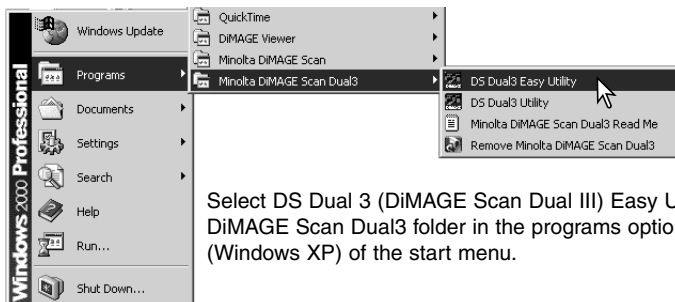 Windows 2000 Professional
Windows Update
Programs
Documents
Settings
Search
Help
Run...
Shut Down...
QuickTime
DiMAGE Viewer
Minolta DiMAGE Scan
Minolta DiMAGE Scan Dual3
DS Dual3 Easy Utility
DS Dual3 Utility
Minolta DiMAGE Scan Dual3 Read Me
Remove Minolta DiMAGE Scan Dual3
Select DS Dual 3 (DiMAGE Scan Dual III) Easy
DiMAGE Scan Dual3 folder in the programs
(Windows XP) of the start menu.